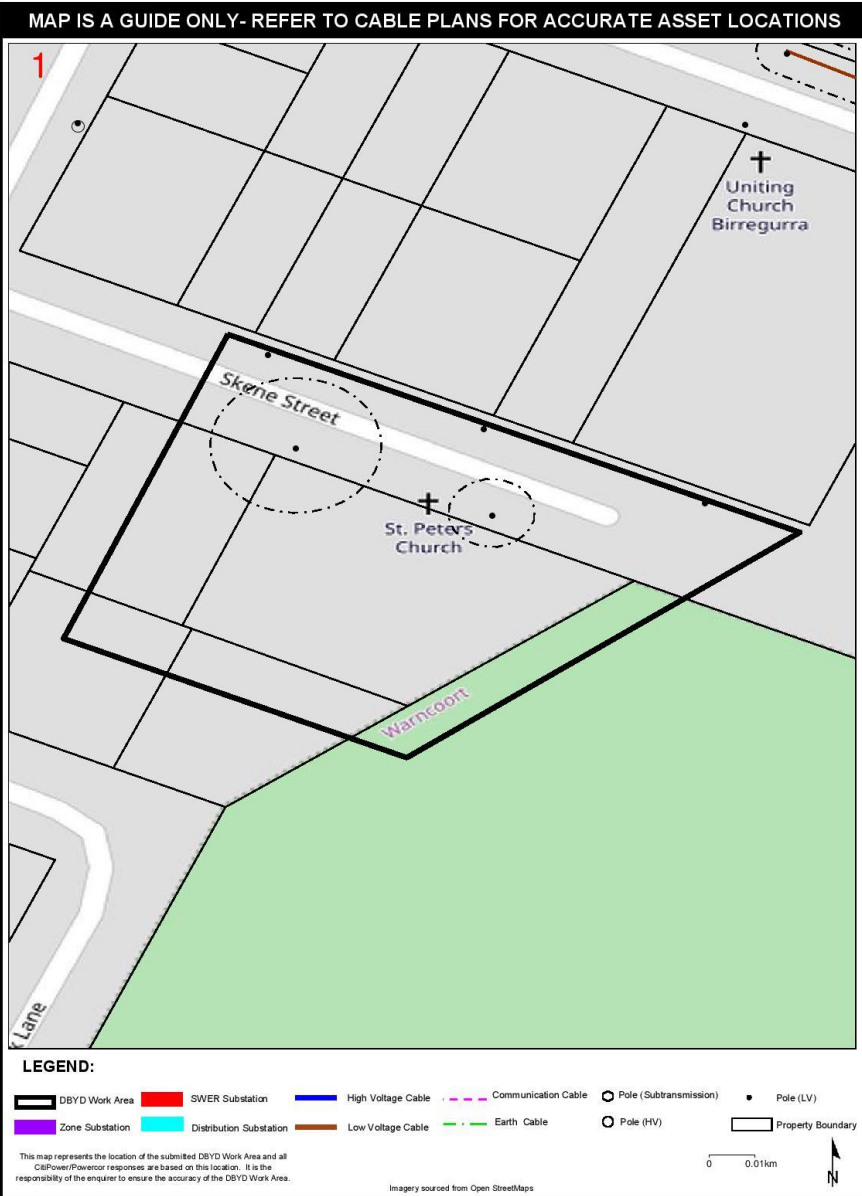 MAP IS A GUIDE ONLY- REFER TO CABLE PLANS FOR ACCURATE ASSET LOCATIONS
1
Uniting
Church
Birregurra
Skene Street
St. Peters
Church
Warncoort
Lane
LEGEND:
DBYD Work Area
SWER Substation
High Voltage Cable
Communication Cable
Pole (Subtransmission)
Pole (LV)
Zone Substation
Distribution Substation
Low Voltage Cable
Earth Cable
Pole (HV)
Property Boundary
This map represents the location of the submitted DBYD Work Area and all
CitiPower/Powercor responses are based on this location. It is the
responsibility of the enquirer to ensure the accuracy of the DBYD Work Area.
0 0.01km
N
Imagery sourced from Open StreetMaps